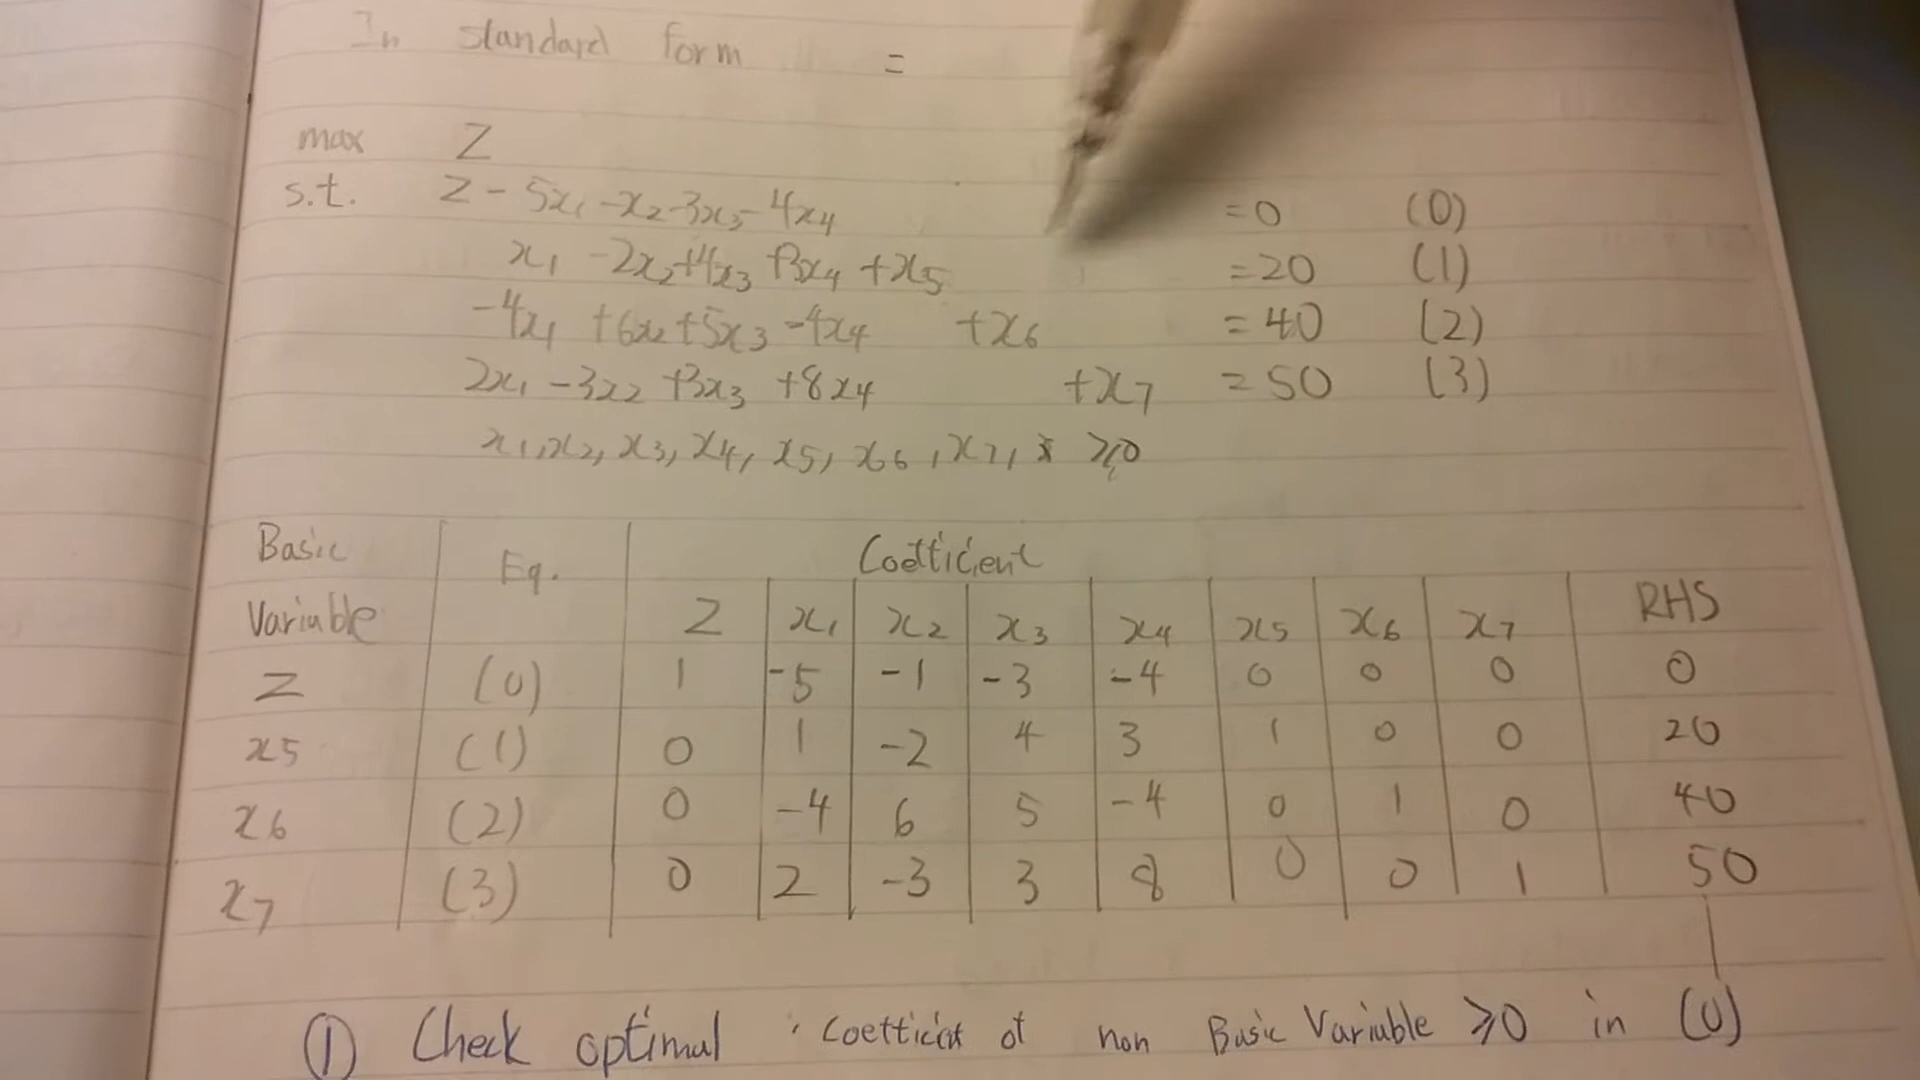 In standard form =
max Z
s.t. Z - 5x₁ - x₂ - 3x₃ - 4x₄ = 0 (0)
x₁ - 2x₂ + 4x₃ + 3x₄ + x₅ = 20 (1)
-4x₁ + 6x₂ + 5x₃ - 4x₄ + x₆ = 40 (2)
2x₁ - 3x₂ + 3x₃ + 8x₄ + x₇ = 50 (3)
x₁, x₂, x₃, x₄, x₅, x₆, x₇, ≥ 0
Basic Variable Eq. Coefficient
Z x₁ x₂ x₃ x₄ x₅ x₆ x₇ RHS
Z (0) 1 -5 -1 -3 -4 0 0 0 0
x₅ (1) 0 1 -2 4 3 1 0 0 20
x₆ (2) 0 -4 6 5 -4 0 1 0 40
x₇ (3) 0 2 -3 3 8 0 0 1 50
① Check optimal : Coefficiet of non Basic Variable ≥ 0 in (0)